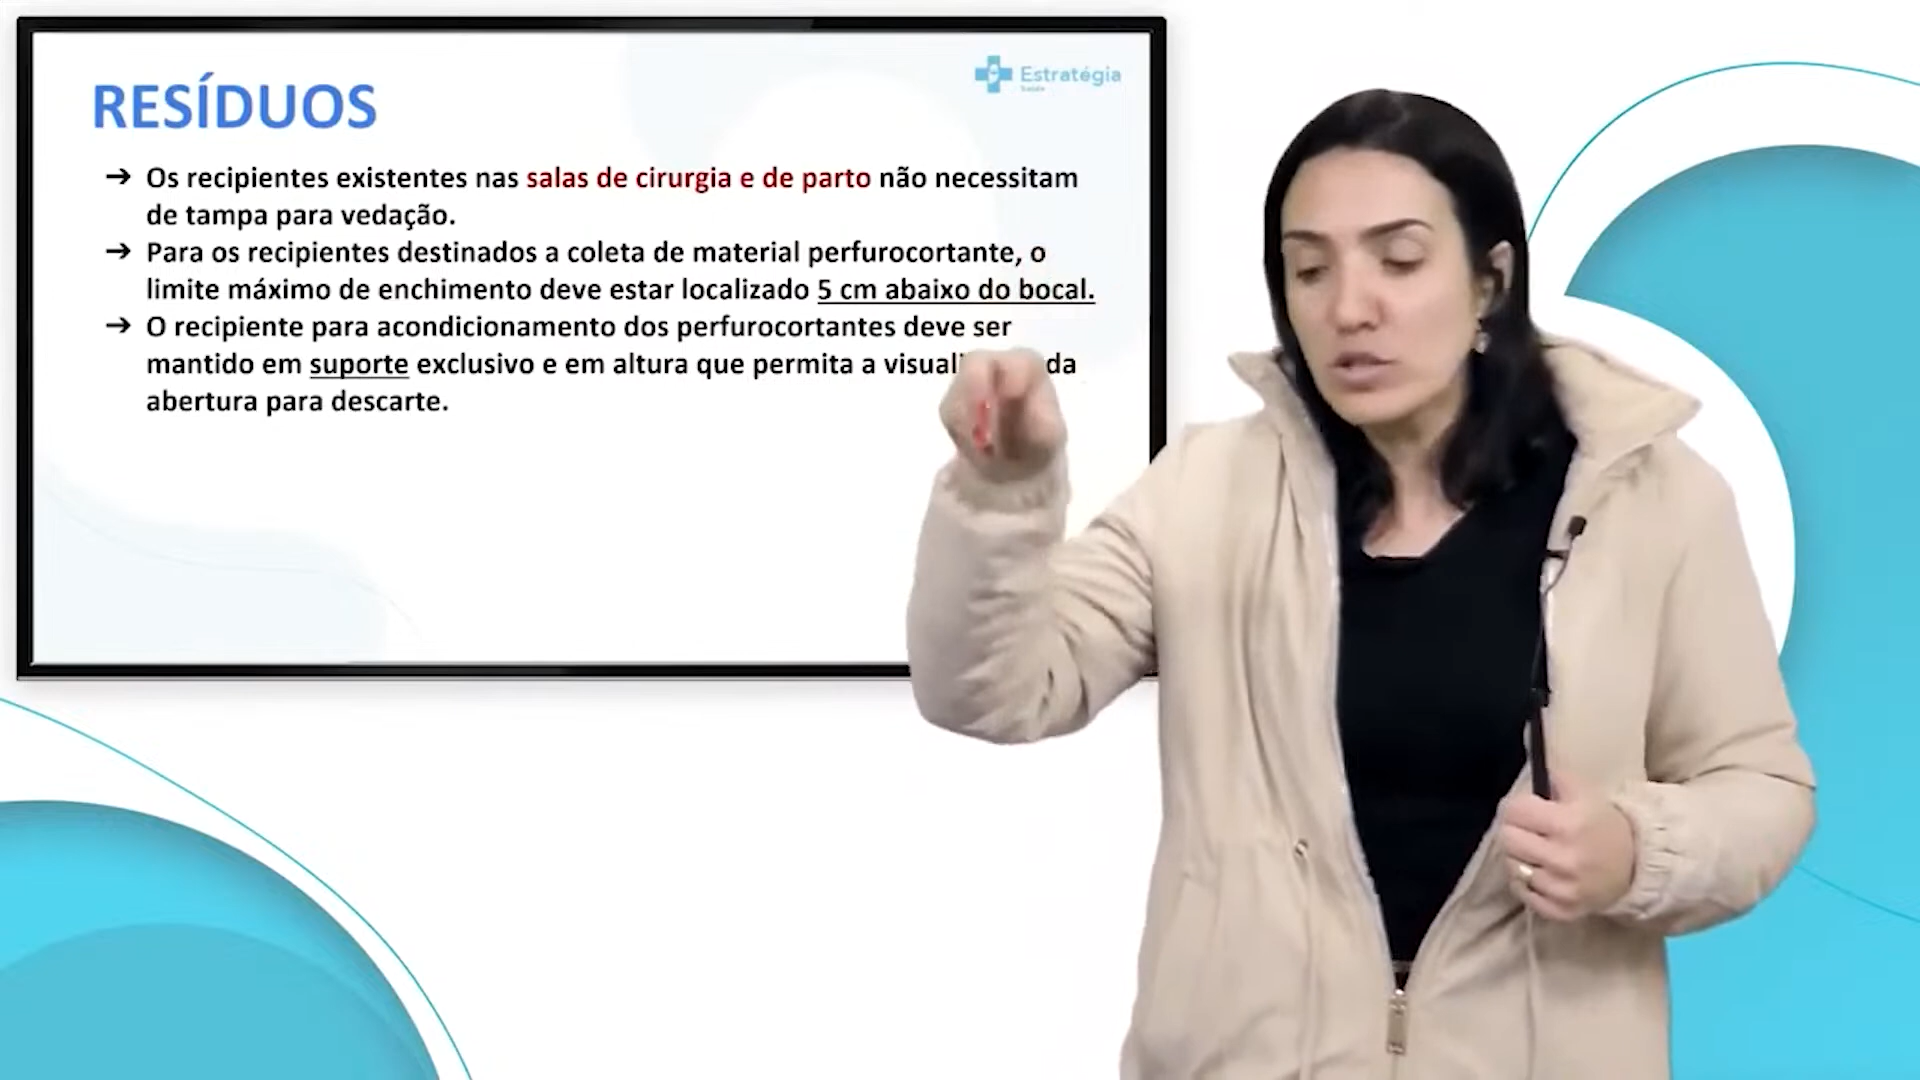 Estratégia
Saúde
RESÍDUOS
➔ Os recipientes existentes nas salas de cirurgia e de parto não necessitam
de tampa para vedação.
➔ Para os recipientes destinados a coleta de material perfurocortante, o
limite máximo de enchimento deve estar localizado 5 cm abaixo do bocal.
➔ O recipiente para acondicionamento dos perfurocortantes deve ser
mantido em suporte exclusivo e em altura que permita a da
abertura para descarte.